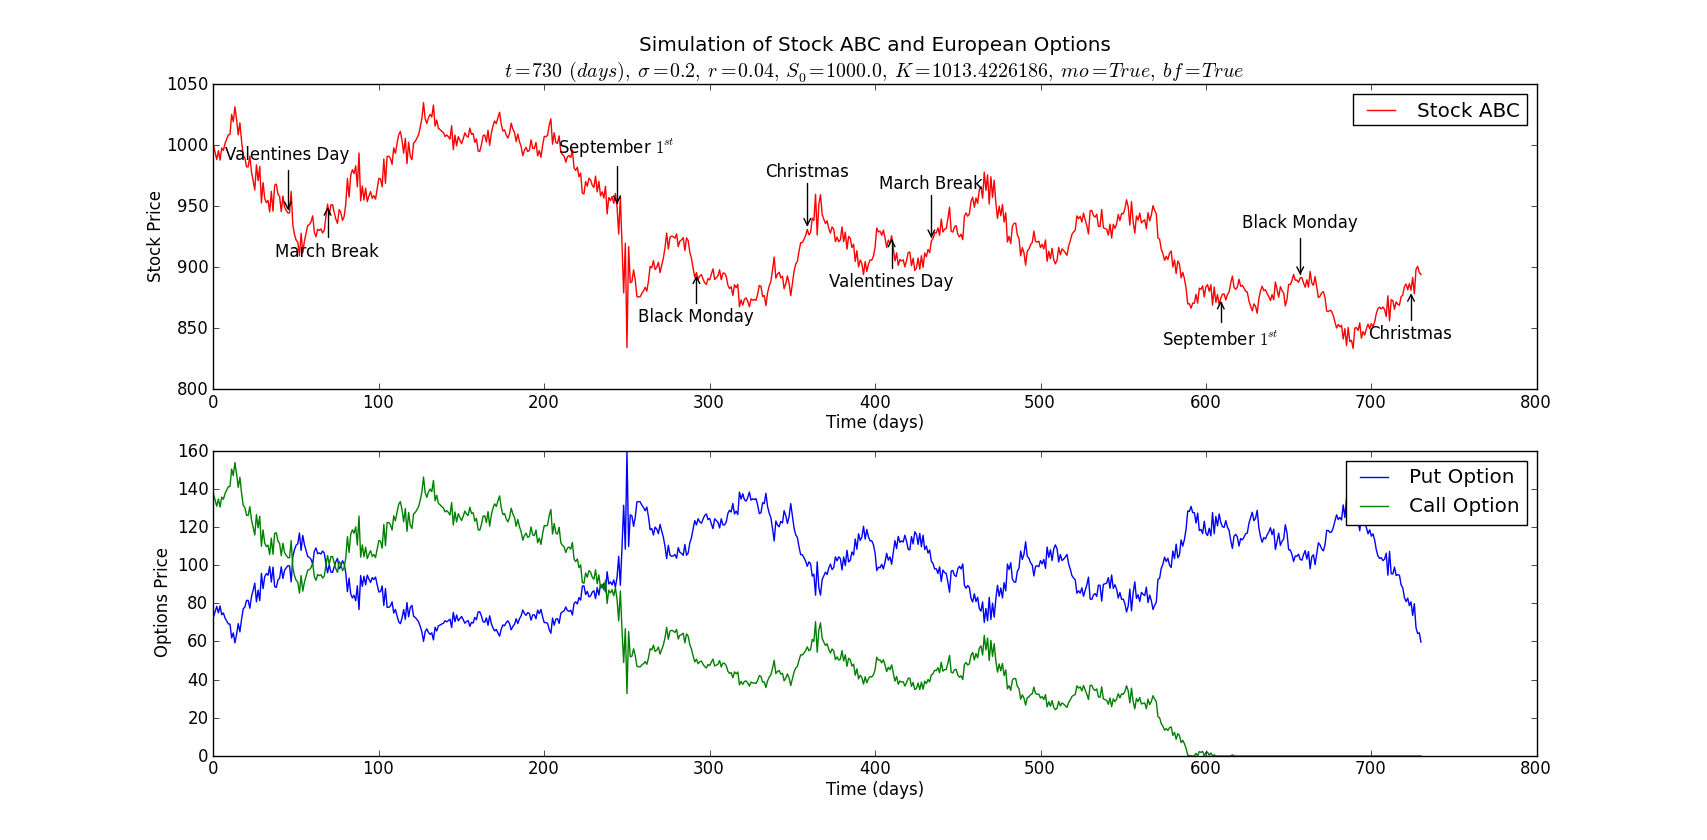 Simulation of Stock ABC and European Options
t=730 (days), σ=0.2, r=0.04, S₀=1000.0, K=1013.4226186, mo=True, bf=True
1050
1000
950
900
850
800
Stock Price
Stock ABC
Valentines Day
March Break
September 1ˢᵗ
Black Monday
Christmas
Valentines Day
March Break
September 1ˢᵗ
Black Monday
Christmas
0 100 200 300 400 500 600 700 800
Time (days)
160
140
120
100
80
60
40
20
0
Options Price
Put Option
Call Option
0 100 200 300 400 500 600 700 800
Time (days)